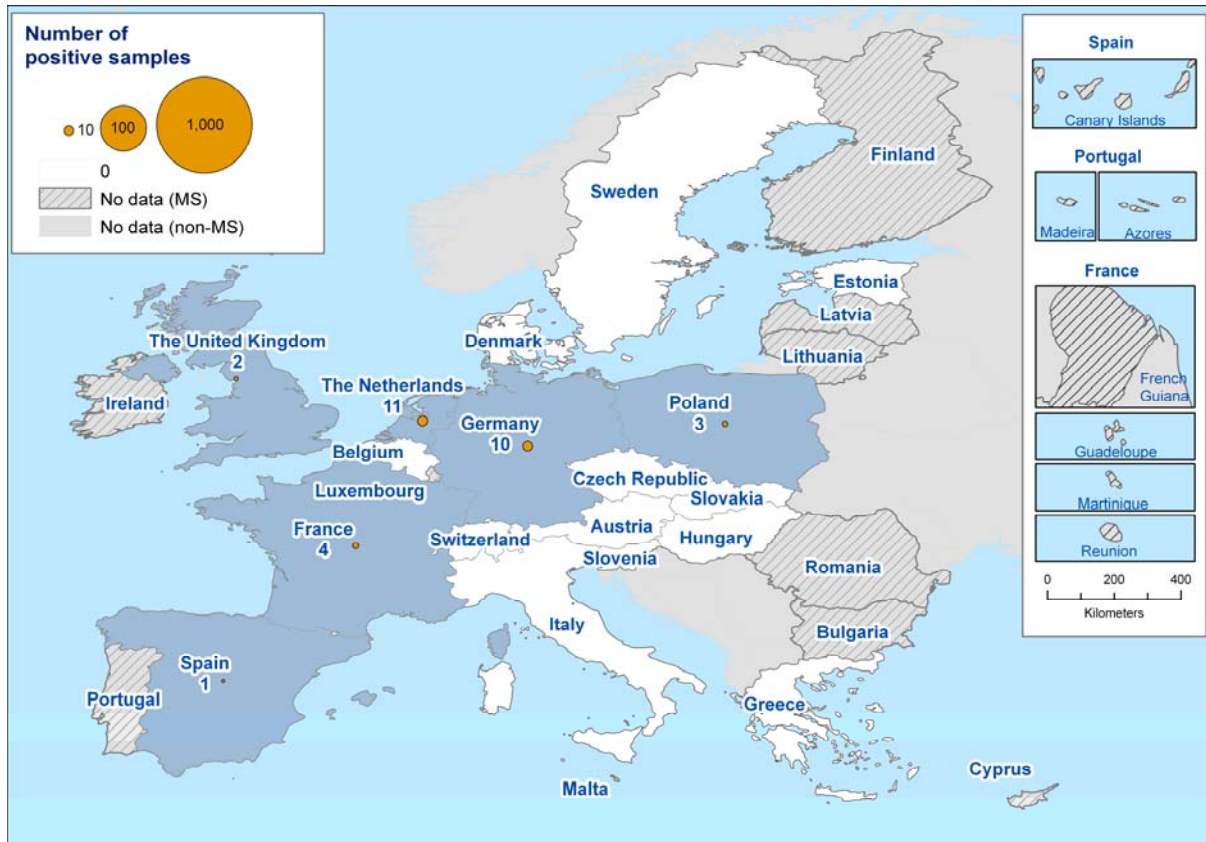 Number of
positive samples
10
100
1,000
0
No data (MS)
No data (non-MS)
Spain
Canary Islands
Portugal
Madeira
Azores
France
French
Guiana
Guadeloupe
Martinique
Reunion
0 200 400
Kilometers
Finland
Sweden
Estonia
Latvia
Lithuania
Denmark
The United Kingdom
2
Ireland
The Netherlands
11
Germany
10
Poland
3
Belgium
Luxembourg
Czech Republic
Slovakia
France
4
Switzerland
Austria
Hungary
Slovenia
Romania
Italy
Bulgaria
Spain
1
Portugal
Greece
Malta
Cyprus